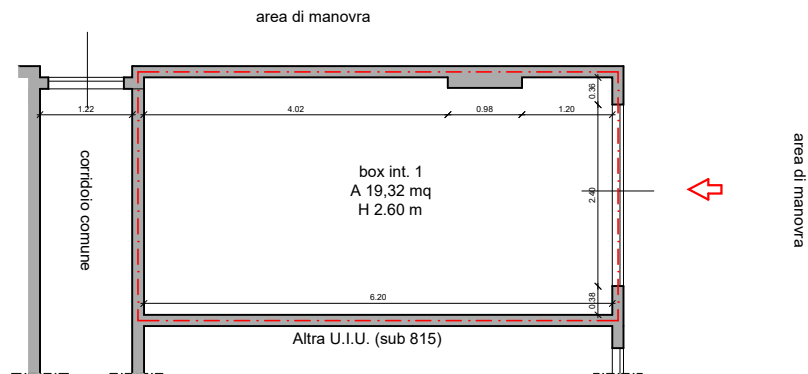 area di manovra
1.22
4.02
0.98
1.20
0.36
corridoio comune
box int. 1
A 19,32 mq
H 2.60 m
2.40
area di manovra
6.20
0.38
Altra U.I.U. (sub 815)